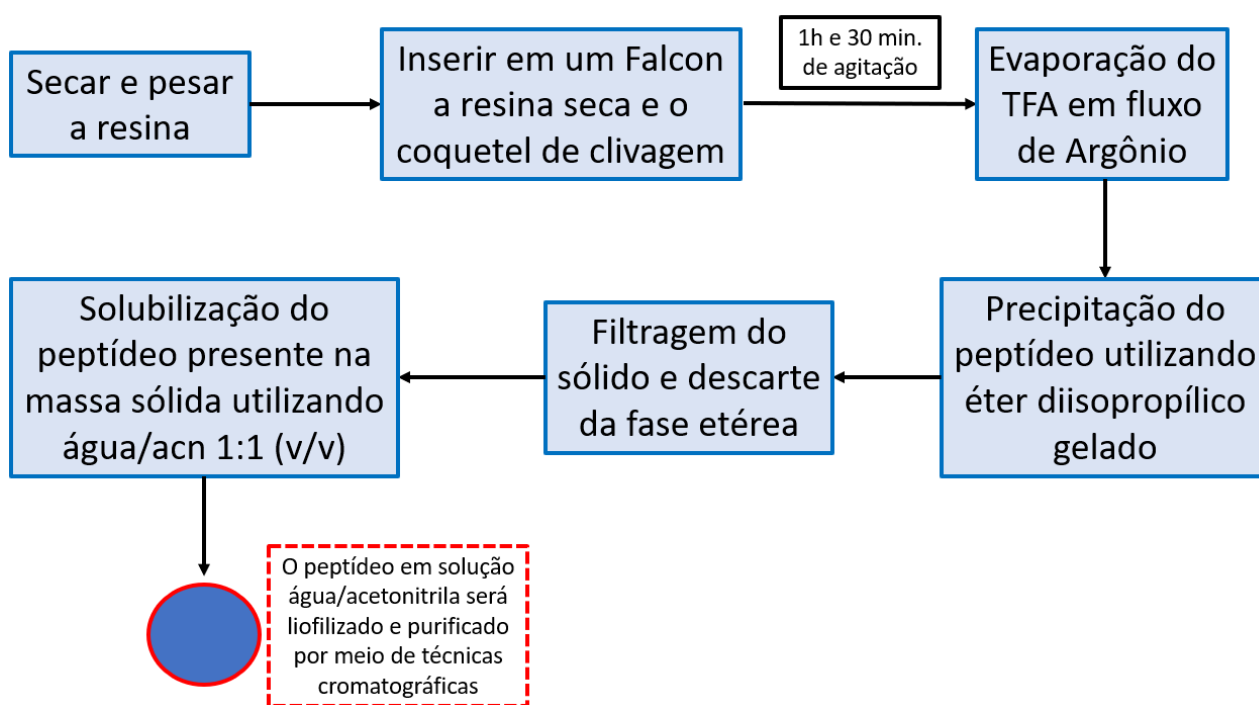 Secar e pesar
a resina
Inserir em um Falcon
a resina seca e o
coquetel de clivagem
1h e 30 min.
de agitação
Evaporação do
TFA em fluxo
de Argônio
Precipitação do
peptídeo utilizando
éter diisopropílico
gelado
Filtragem do
sólido e descarte
da fase etérea
Solubilização do
peptídeo presente na
massa sólida utilizando
água/acn 1:1 (v/v)
O peptídeo em solução
água/acetonitrila será
liofilizado e purificado
por meio de técnicas
cromatográficas